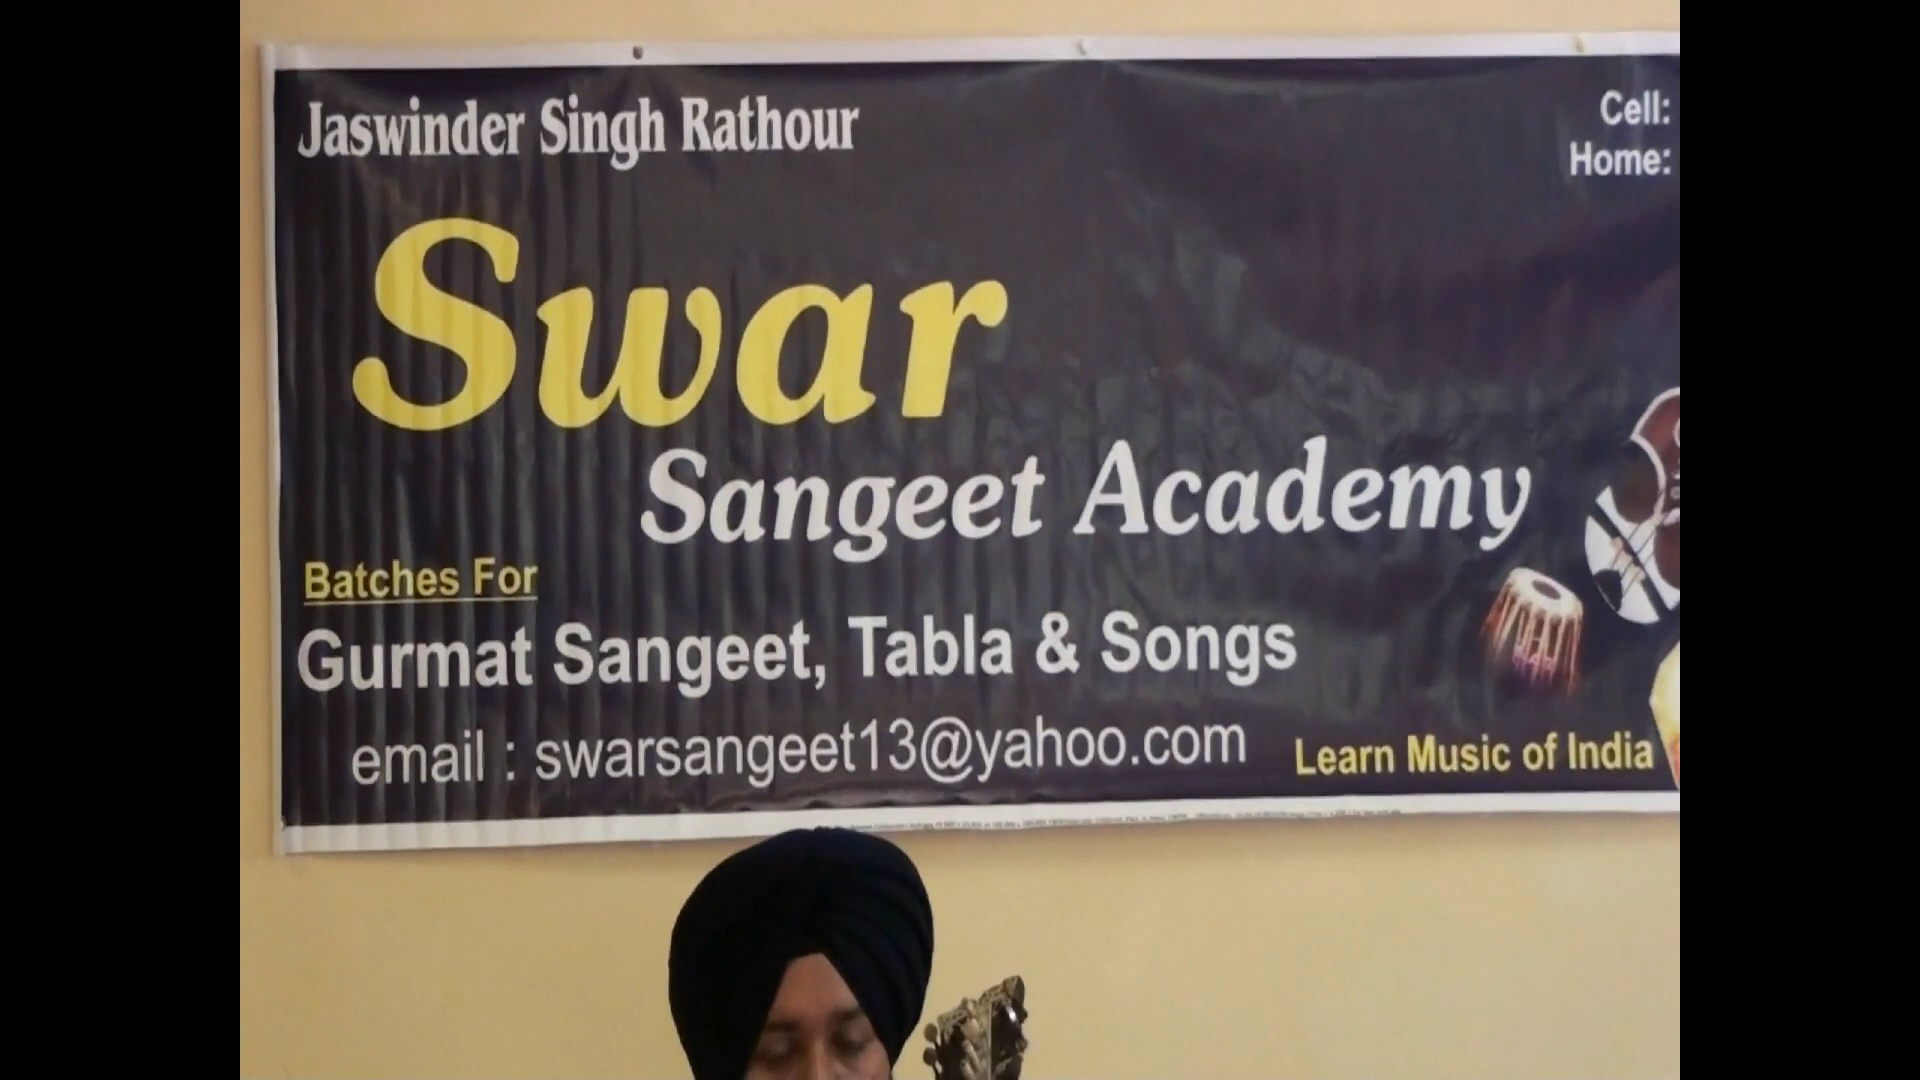 Jaswinder Singh Rathour
Cell:
Home:
Swar
Sangeet Academy
Batches For
Gurmat Sangeet, Tabla & Songs
email : swarsangeet13@yahoo.com
Learn Music of India